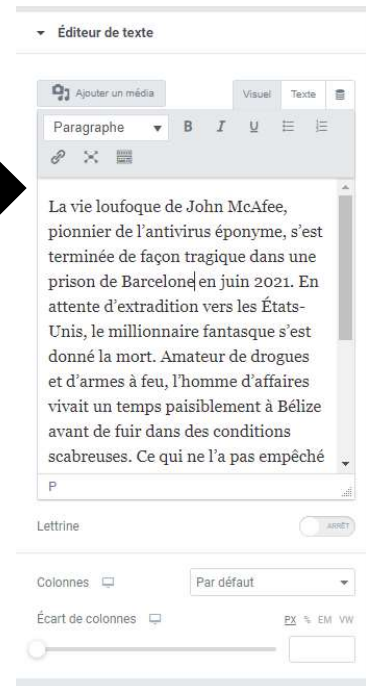 Éditeur de texte
Ajouter un média
Visuel Texte
Paragraphe B I U
La vie loufoque de John McAfee,
pionnier de l’antivirus éponyme, s’est
terminée de façon tragique dans une
prison de Barcelone en juin 2021. En
attente d’extradition vers les États-
Unis, le millionnaire fantasque s’est
donné la mort. Amateur de drogues
et d’armes à feu, l’homme d’affaires
vivait un temps paisiblement à Bélize
avant de fuir dans des conditions
scabreuses. Ce qui ne l’a pas empêché
P
Lettrine ARRÊT
Colonnes Par défaut
Écart de colonnes PX % EM VW